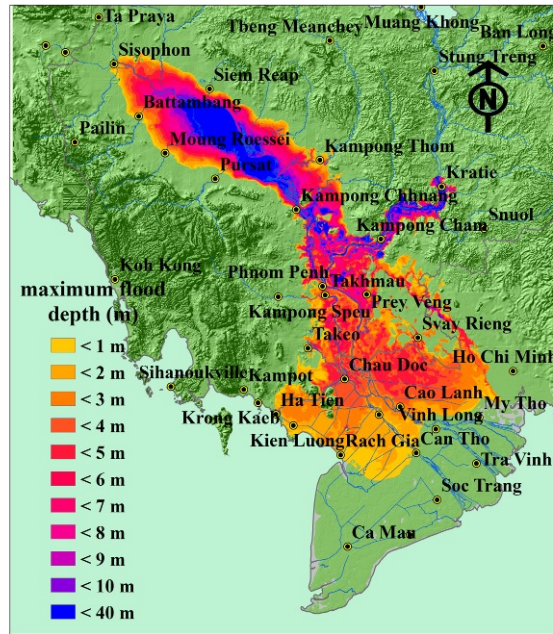 Ta Praya
Tbeng Meanchey
Muang Khong
Ban Long
Sisophon
Stung Treng
Siem Reap
N
Battambang
Pailin
Moung Roessei
Kampong Thom
Pursat
Kratie
Kampong Chhnang
Snuol
Kampong Cham
Koh Kong
Phnom Penh
Takhmau
maximum flood
depth (m)
Prey Veng
Kampong Speu
Svay Rieng
Takeo
Ho Chi Minh
Chau Doc
Sihanoukville
Kampot
Cao Lanh
Ha Tien
My Tho
Krong Kaeb
Vinh Long
Kien Luong
Rach Gia
Can Tho
Tra Vinh
Soc Trang
Ca Mau
< 1 m
< 2 m
< 3 m
< 4 m
< 5 m
< 6 m
< 7 m
< 8 m
< 9 m
< 10 m
< 40 m